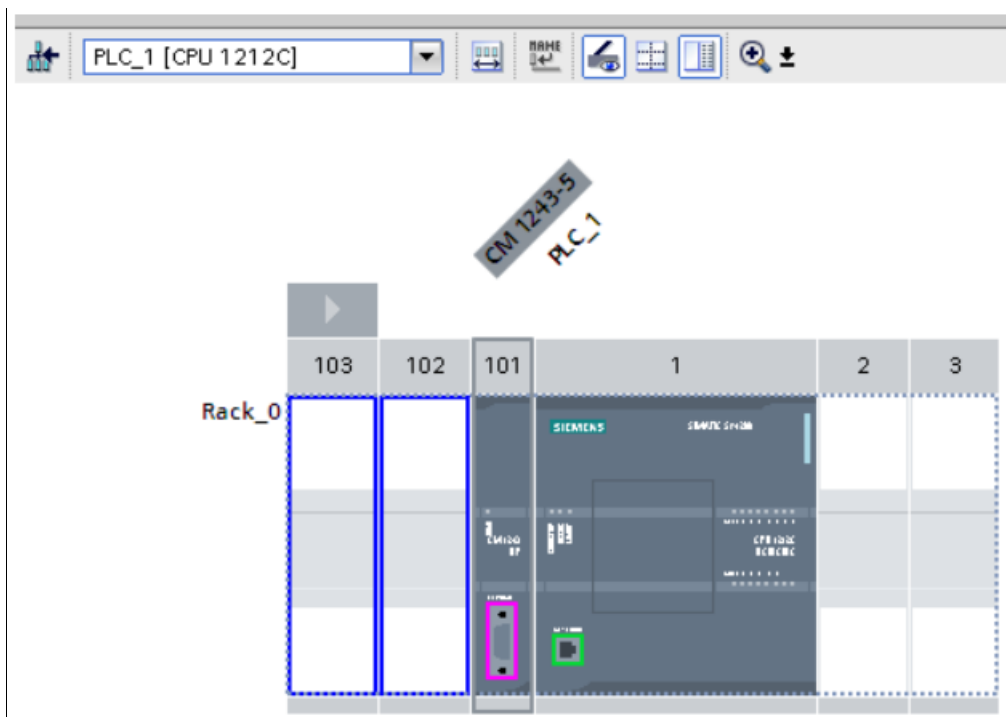 PLC_1 [CPU 1212C]
NAME
CM 1243-5
PLC_1
103 102 101 1 2 3
Rack_0
SIEMENS